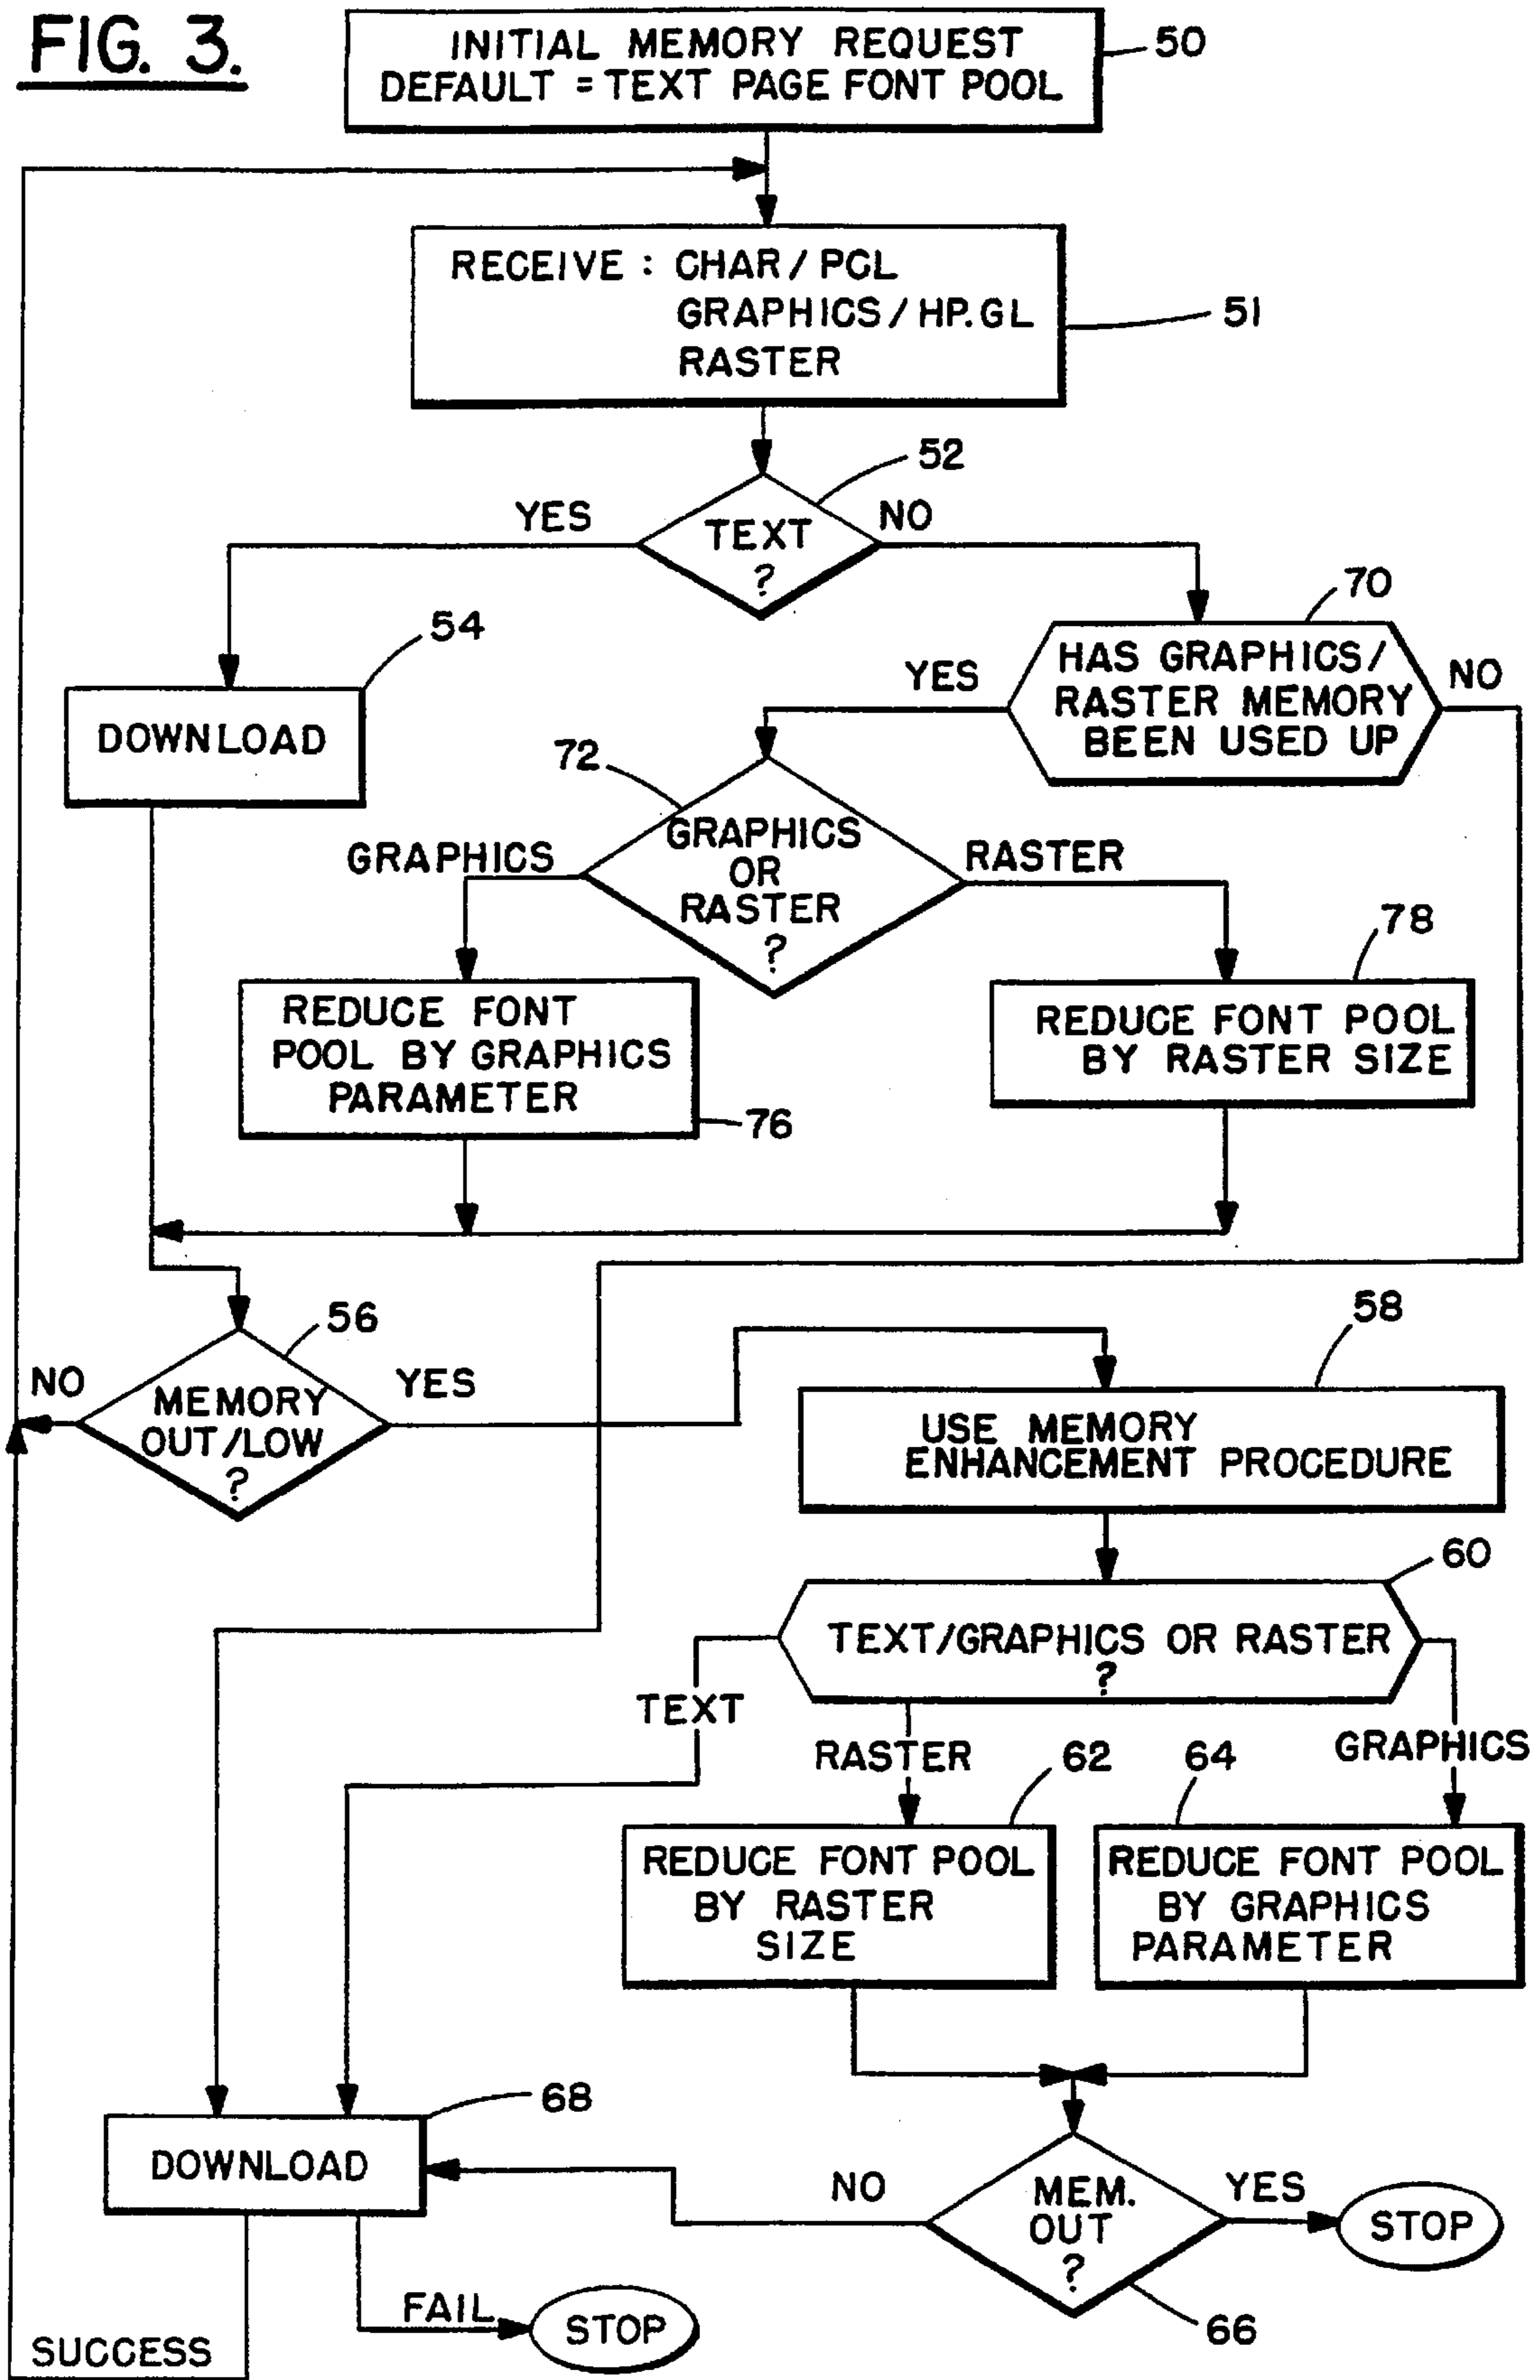 FIG. 3.
INITIAL MEMORY REQUEST
DEFAULT = TEXT PAGE FONT POOL
50
RECEIVE : CHAR / PCL
GRAPHICS / HP.GL
RASTER
51
52
YES
TEXT
?
NO
70
54
DOWNLOAD
YES
HAS GRAPHICS/
RASTER MEMORY
BEEN USED UP
NO
72
GRAPHICS
GRAPHICS
OR
RASTER
?
RASTER
78
REDUCE FONT
POOL BY GRAPHICS
PARAMETER
76
REDUCE FONT POOL
BY RASTER SIZE
56
58
NO
MEMORY
OUT/LOW
?
YES
USE MEMORY
ENHANCEMENT PROCEDURE
60
TEXT/GRAPHICS OR RASTER
?
TEXT
RASTER
62
64
GRAPHICS
REDUCE FONT POOL
BY RASTER
SIZE
REDUCE FONT POOL
BY GRAPHICS
PARAMETER
68
DOWNLOAD
NO
MEM.
OUT
?
YES
STOP
66
FAIL
STOP
SUCCESS